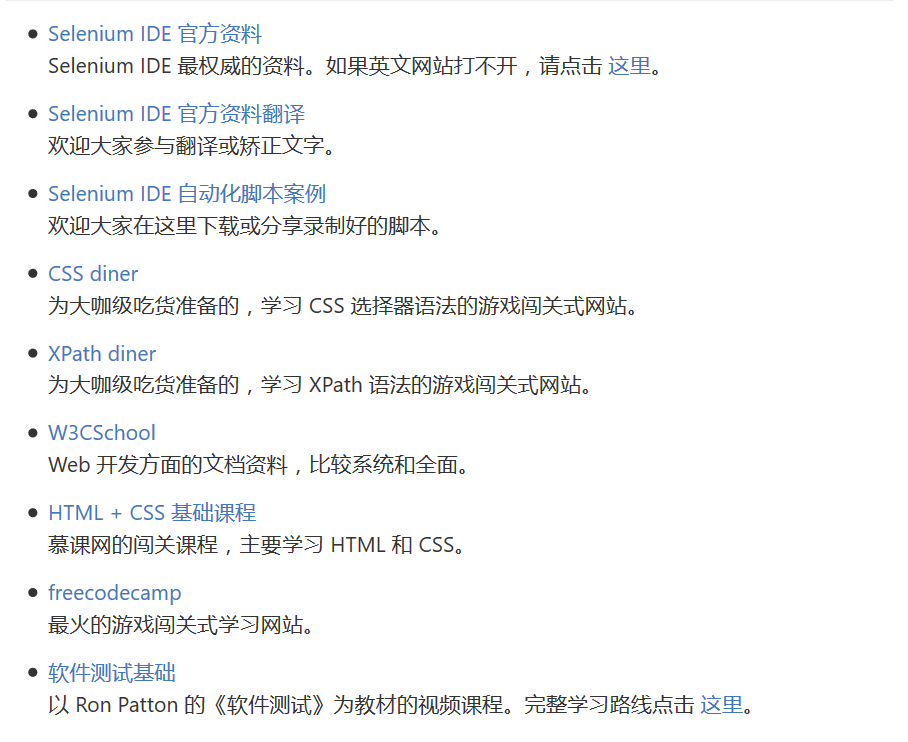 Selenium IDE 官方资料
Selenium IDE 最权威的资料。如果英文网站打不开，请点击 这里。
Selenium IDE 官方资料翻译
欢迎大家参与翻译或矫正文字。
Selenium IDE 自动化脚本案例
欢迎大家在这里下载或分享录制好的脚本。
CSS diner
为大咖级吃货准备的，学习 CSS 选择器语法的游戏闯关式网站。
XPath diner
为大咖级吃货准备的，学习 XPath 语法的游戏闯关式网站。
W3CSchool
Web 开发方面的文档资料，比较系统和全面。
HTML + CSS 基础课程
慕课网的闯关课程，主要学习 HTML 和 CSS。
freecodecamp
最火的游戏闯关式学习网站。
软件测试基础
以 Ron Patton 的《软件测试》为教材的视频课程。完整学习路线点击 这里。